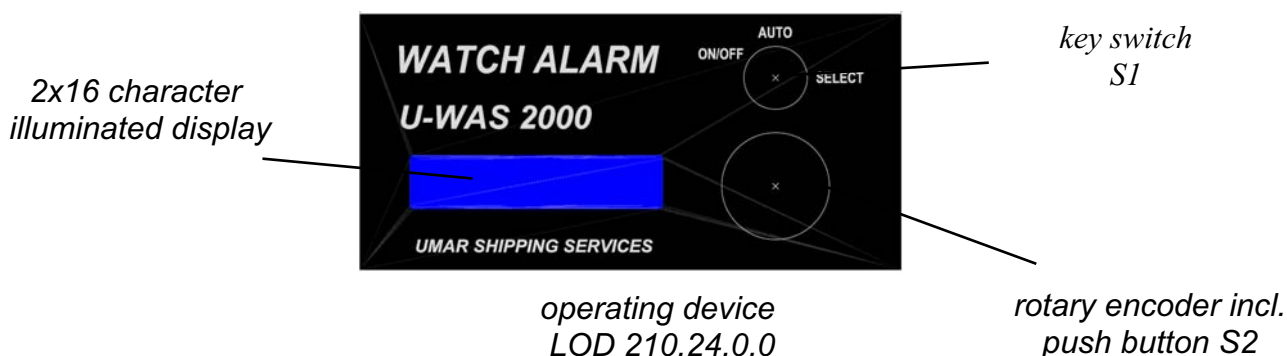 AUTO
ON/OFF
SELECT
WATCH ALARM
U-WAS 2000
UMAR SHIPPING SERVICES
2x16 character
illuminated display
key switch
S1
operating device
LOD 210.24.0.0
rotary encoder incl.
push button S2